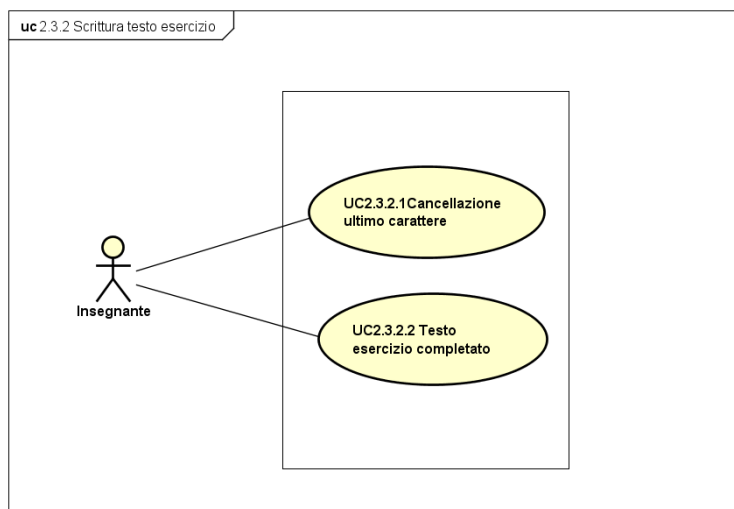 uc 2.3.2 Scrittura testo esercizio
UC2.3.2.1Cancellazione
ultimo carattere
Insegnante
UC2.3.2.2 Testo
esercizio completato